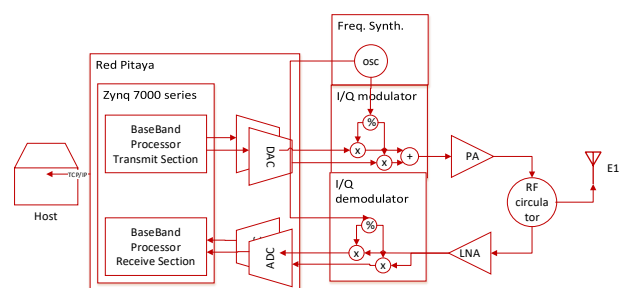 Freq. Synth.
osc
Red Pitaya
Zynq 7000 series
I/Q modulator
%
BaseBand
Processor
Transmit Section
DAC
x
x
+
PA
TCP/IP
Host
E1
RF
circula
tor
I/Q
demodulator
%
BaseBand
Processor
Receive Section
ADC
x
x
LNA